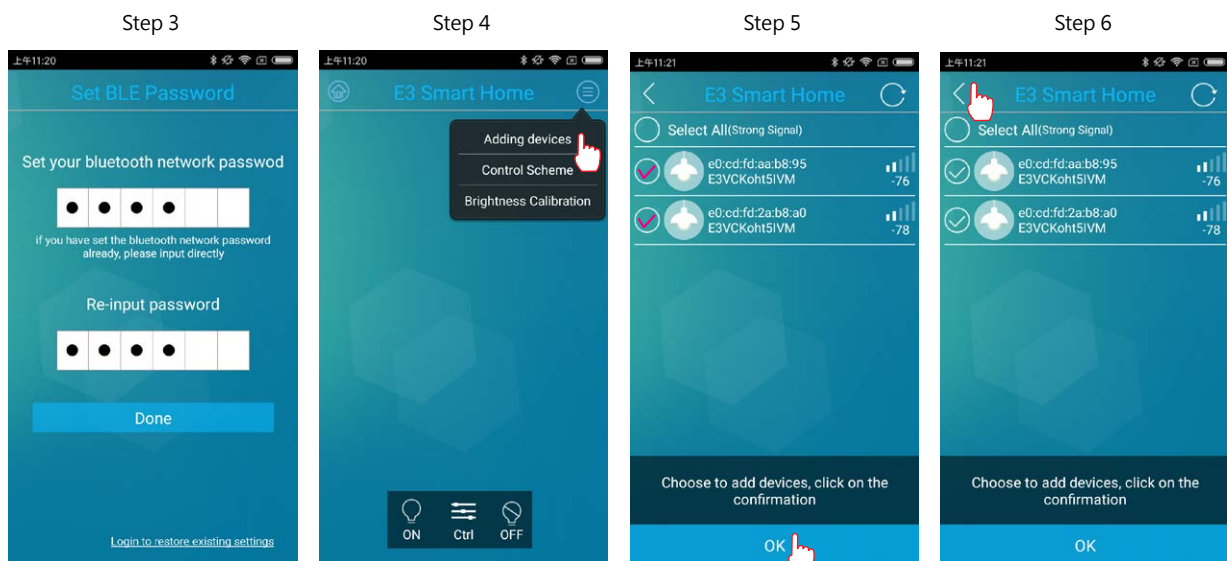 Step 3
上午11:20
Set BLE Password
Set your bluetooth network passwod
if you have set the bluetooth network password
already, please input directly
Re-input password
Done
Login to restore existing settings
Step 4
上午11:20
E3 Smart Home
Adding devices
Control Scheme
Brightness Calibration
ON Ctrl OFF
Step 5
上午11:21
E3 Smart Home
Select All(Strong Signal)
e0:cd:fd:aa:b8:95
E3VCKoht5IVM
-76
e0:cd:fd:2a:b8:a0
E3VCKoht5IVM
-78
Choose to add devices, click on the
confirmation
OK
Step 6
上午11:21
E3 Smart Home
Select All(Strong Signal)
e0:cd:fd:aa:b8:95
E3VCKoht5IVM
-76
e0:cd:fd:2a:b8:a0
E3VCKoht5IVM
-78
Choose to add devices, click on the
confirmation
OK